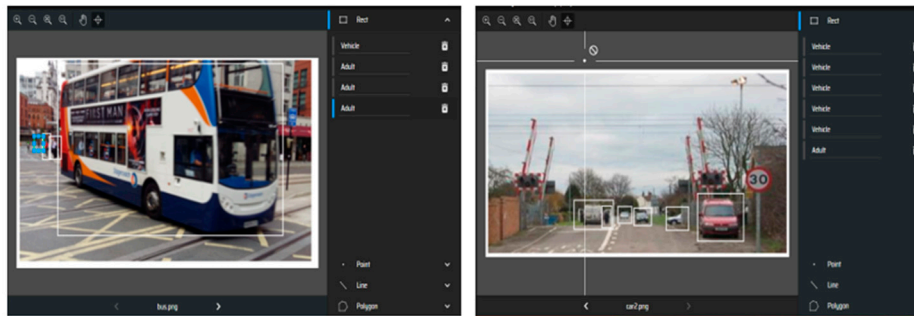 Rect
Vehicle
Adult
Adult
Adult
FIRST MAN
Point
Line
Polygon
bus.png
Rect
Vehicle
Vehicle
Vehicle
Vehicle
Vehicle
Adult
30
Point
Line
Polygon
car2.png